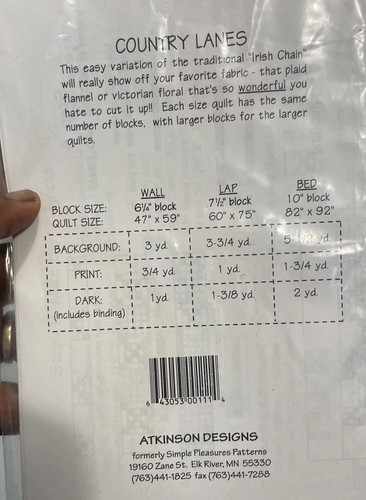 COUNTRY LANES
This easy variation of the traditional "Irish Chain"
will really show off your favorite fabric - that plaid
flannel or victorian floral that's so wonderful you
hate to cut it up!! Each size quilt has the same
number of blocks, with larger blocks for the larger
quilts.
WALL LAP BED
BLOCK SIZE: 6¼" block 7½" block 10" block
QUILT SIZE: 47" x 59" 60" x 75" 82" x 92"
BACKGROUND: 3 yd. 3-3/4 yd. 5-1/2 yd.
PRINT: 3/4 yd. 1 yd. 1-3/4 yd.
DARK: 1yd. 1-3/8 yd. 2 yd.
(includes binding)
6 43053 00111 4
ATKINSON DESIGNS
formerly Simple Pleasures Patterns
19160 Zane St. Elk River, MN 55330
(763)441-1825 fax (763)441-7288